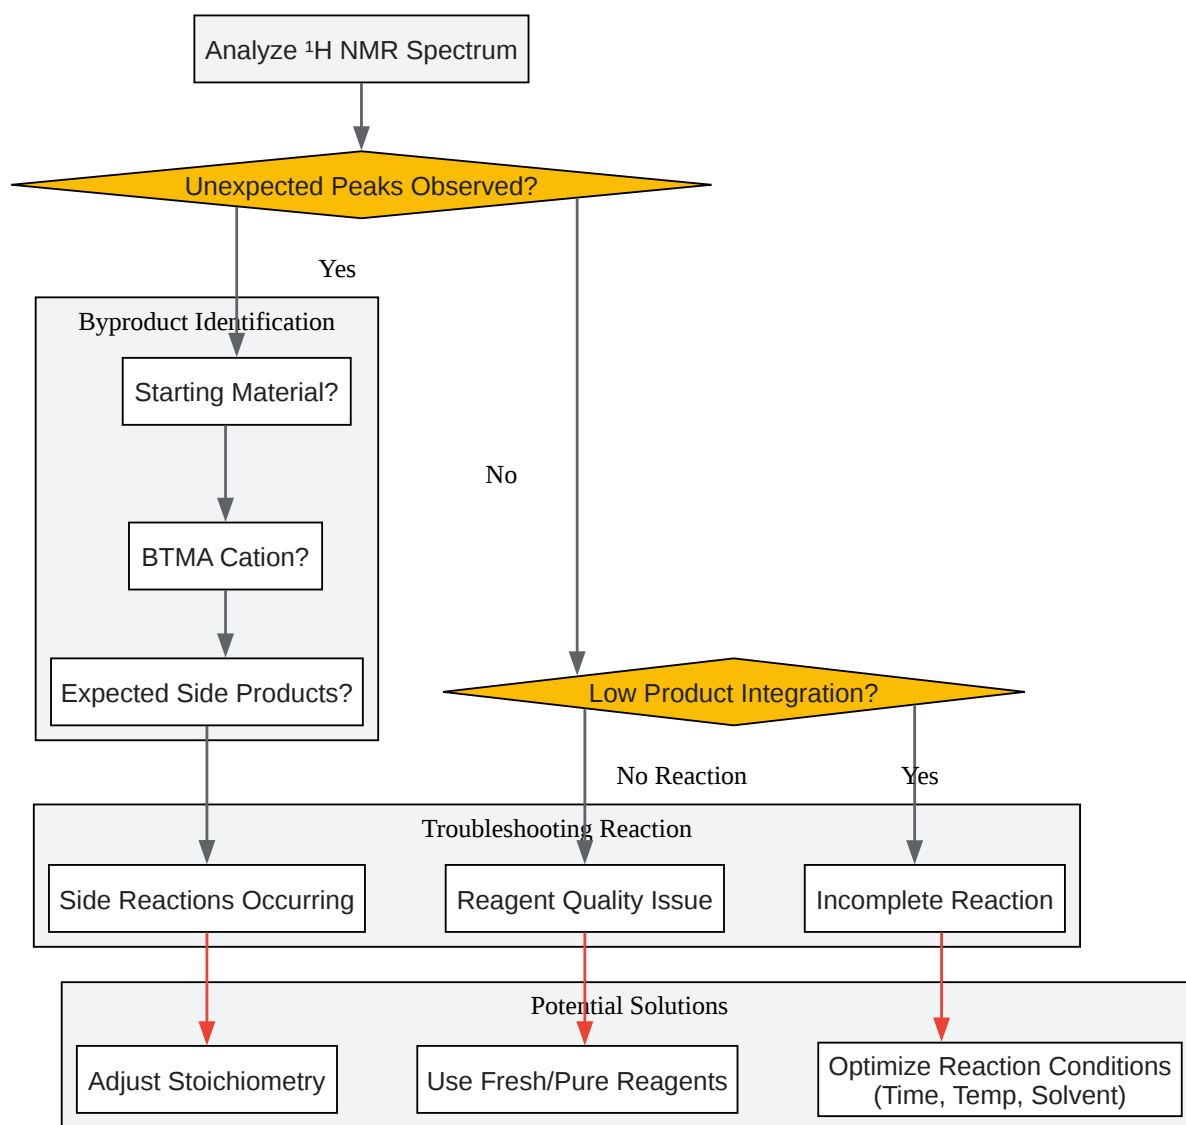 Analyze ¹H NMR Spectrum
Unexpected Peaks Observed?
Yes
Byproduct Identification
Starting Material?
No
BTMA Cation?
Expected Side Products?
Low Product Integration?
No Reaction
Yes
Troubleshooting Reaction
Side Reactions Occurring
Reagent Quality Issue
Incomplete Reaction
Potential Solutions
Adjust Stoichiometry
Use Fresh/Pure Reagents
Optimize Reaction Conditions
(Time, Temp, Solvent)